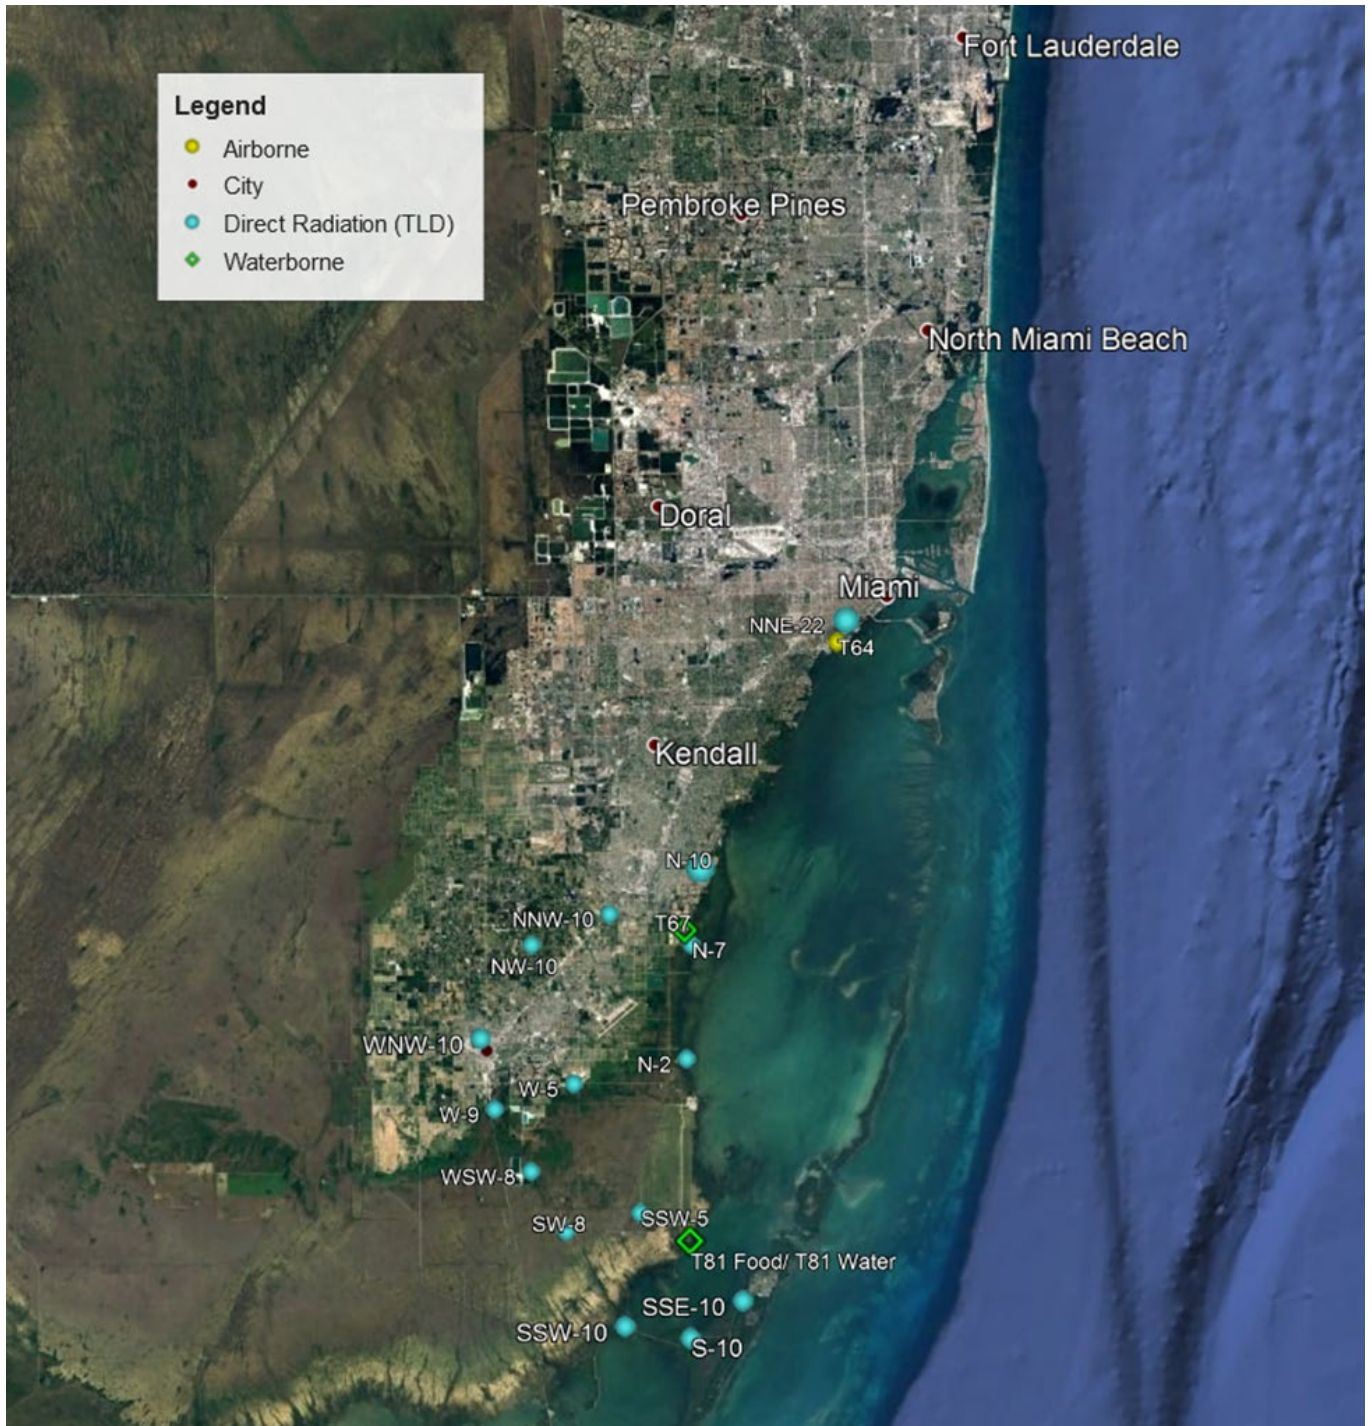 Fort Lauderdale
Legend
Airborne
City
Direct Radiation (TLD)
Waterborne
Pembroke Pines
North Miami Beach
Doral
Miami
NNE-22
T64
Kendall
N-10
NNW-10
T67
N-7
NW-10
WNW-10
N-2
W-5
W-9
WSW-8
SW-8
SSW-5
T81 Food/ T81 Water
SSE-10
SSW-10
S-10